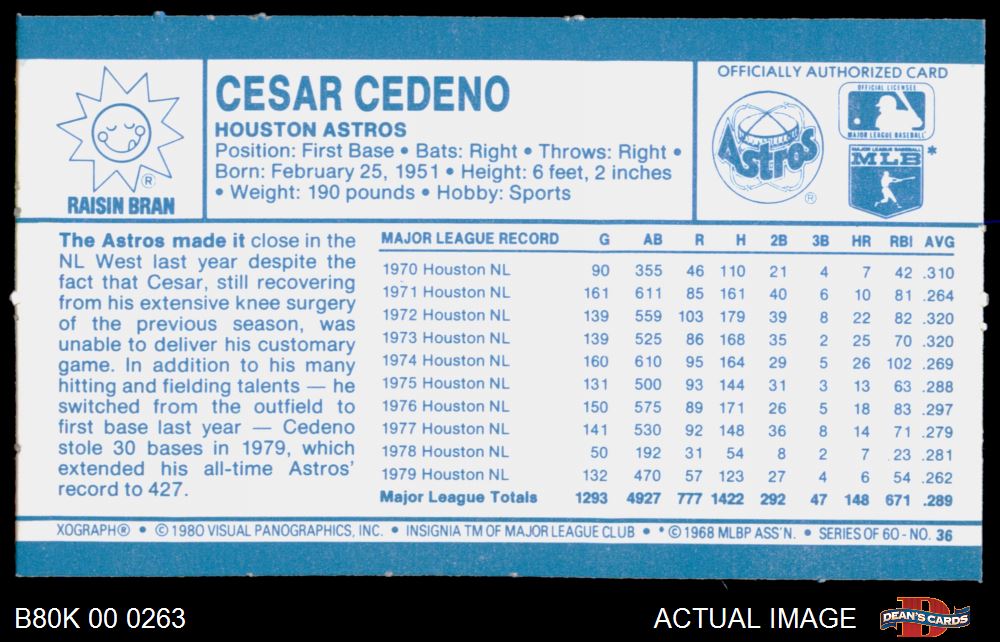 RAISIN BRAN
®
CESAR CEDENO
HOUSTON ASTROS
Position: First Base • Bats: Right • Throws: Right •
Born: February 25, 1951 • Height: 6 feet, 2 inches
• Weight: 190 pounds • Hobby: Sports
OFFICIALLY AUTHORIZED CARD
Astros
®
OFFICIAL LICENSEE
MAJOR LEAGUE BASEBALL
MAJOR LEAGUE BASEBALL
MLB *
The Astros made it close in the
NL West last year despite the
fact that Cesar, still recovering
from his extensive knee surgery
of the previous season, was
unable to deliver his customary
game. In addition to his many
hitting and fielding talents — he
switched from the outfield to
first base last year — Cedeno
stole 30 bases in 1979, which
extended his all-time Astros'
record to 427.
MAJOR LEAGUE RECORD G AB R H 2B 3B HR RBI AVG
1970 Houston NL 90 355 46 110 21 4 7 42 .310
1971 Houston NL 161 611 85 161 40 6 10 81 .264
1972 Houston NL 139 559 103 179 39 8 22 82 .320
1973 Houston NL 139 525 86 168 35 2 25 70 .320
1974 Houston NL 160 610 95 164 29 5 26 102 .269
1975 Houston NL 131 500 93 144 31 3 13 63 .288
1976 Houston NL 150 575 89 171 26 5 18 83 .297
1977 Houston NL 141 530 92 148 36 8 14 71 .279
1978 Houston NL 50 192 31 54 8 2 7 23 .281
1979 Houston NL 132 470 57 123 27 4 6 54 .262
Major League Totals 1293 4927 777 1422 292 47 148 671 .289
XOGRAPH® • © 1980 VISUAL PANOGRAPHICS, INC. • INSIGNIA TM OF MAJOR LEAGUE CLUB • * © 1968 MLBP ASS'N. • SERIES OF 60 - NO. 36
B80K 00 0263
ACTUAL IMAGE
DEAN'S CARDS